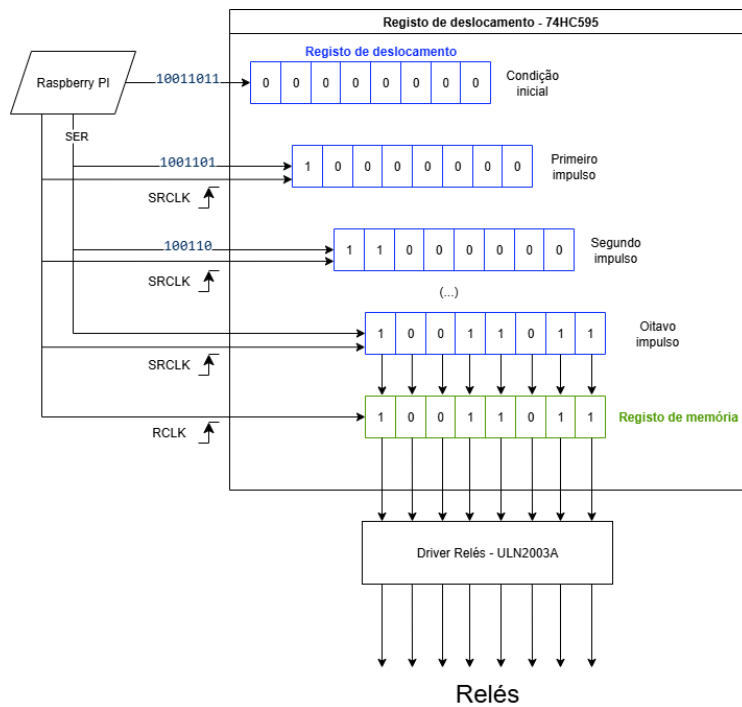 Registo de deslocamento - 74HC595
Registo de deslocamento
Raspberry PI
10011011
0 0 0 0 0 0 0 0
Condição
inicial
SER
1001101
1 0 0 0 0 0 0 0
Primeiro
impulso
SRCLK
100110
1 1 0 0 0 0 0 0
Segundo
impulso
SRCLK
(...)
1 0 0 1 1 0 1 1
Oitavo
impulso
SRCLK
1 0 0 1 1 0 1 1
Registo de memória
RCLK
Driver Relés - ULN2003A
Relés